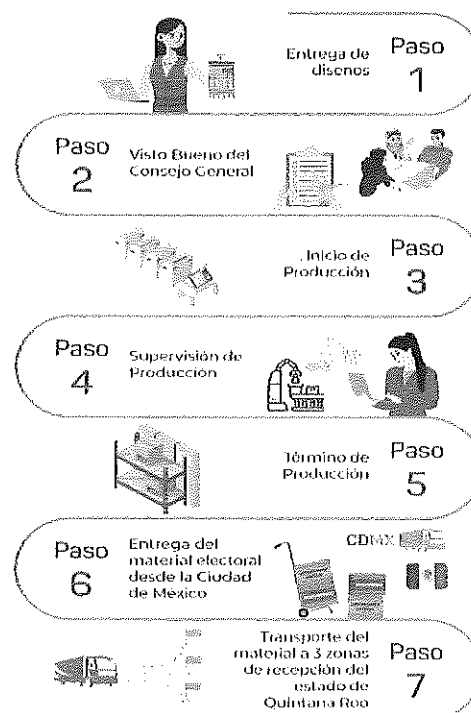 Entrega de
diseños
Paso
1
Paso
2
Visto Bueno del
Consejo General
Inicio de
Producción
Paso
3
Paso
4
Supervisión de
Producción
Término de
Producción
Paso
5
Paso
6
Entrega del
material electoral
desde la Ciudad
de México
CDMX
Transporte del
material a 3 zonas
de recepción del
estado de
Quintana Roo
Paso
7